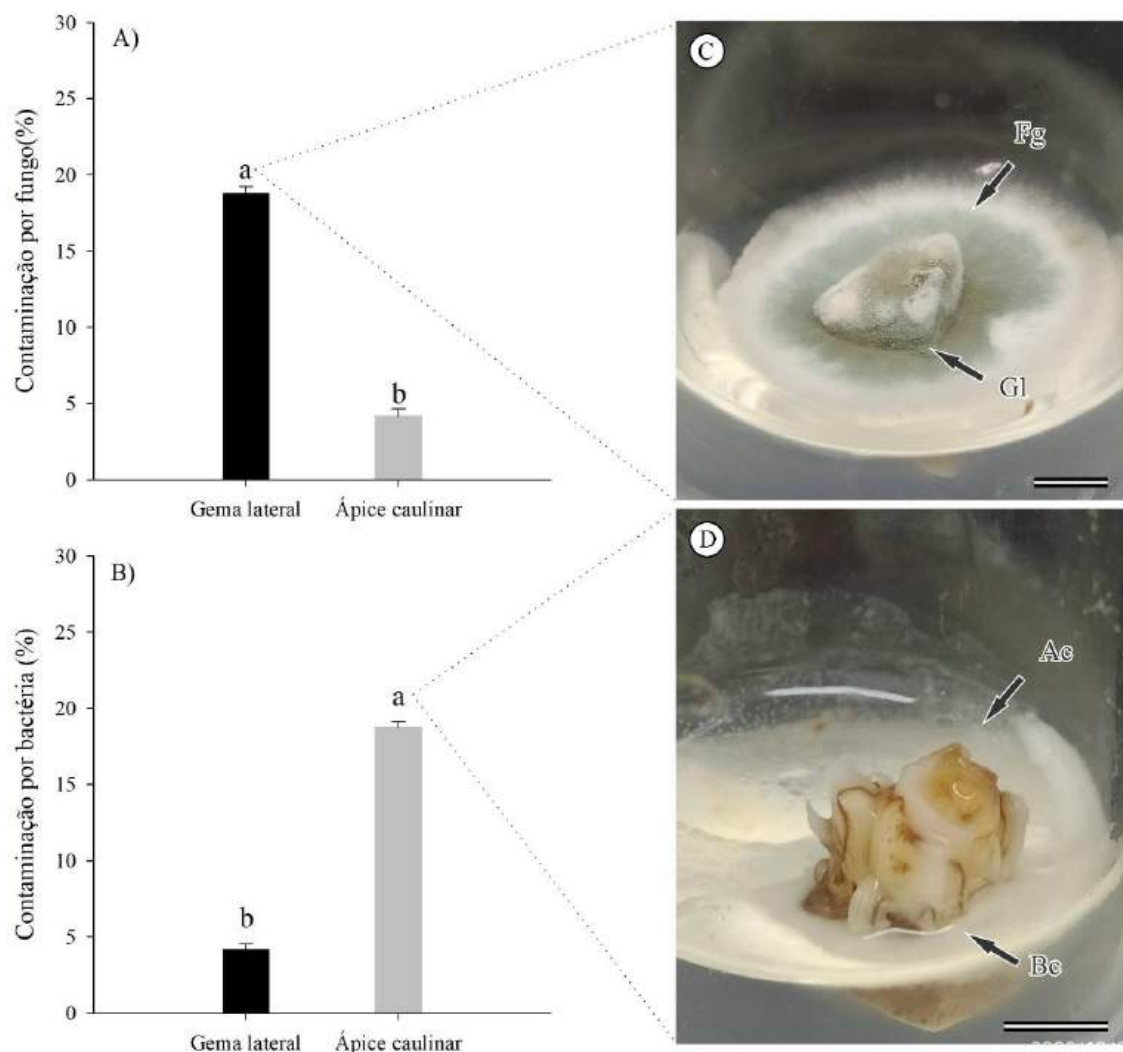 A)
Contaminação por fungo(%)
30
25
20
15
10
5
0
a
b
Gema lateral Ápice caulinar
B)
Contaminação por bactéria (%)
30
25
20
15
10
5
0
b
a
Gema lateral Ápice caulinar
C
Fg
Gl
D
Ac
Bc